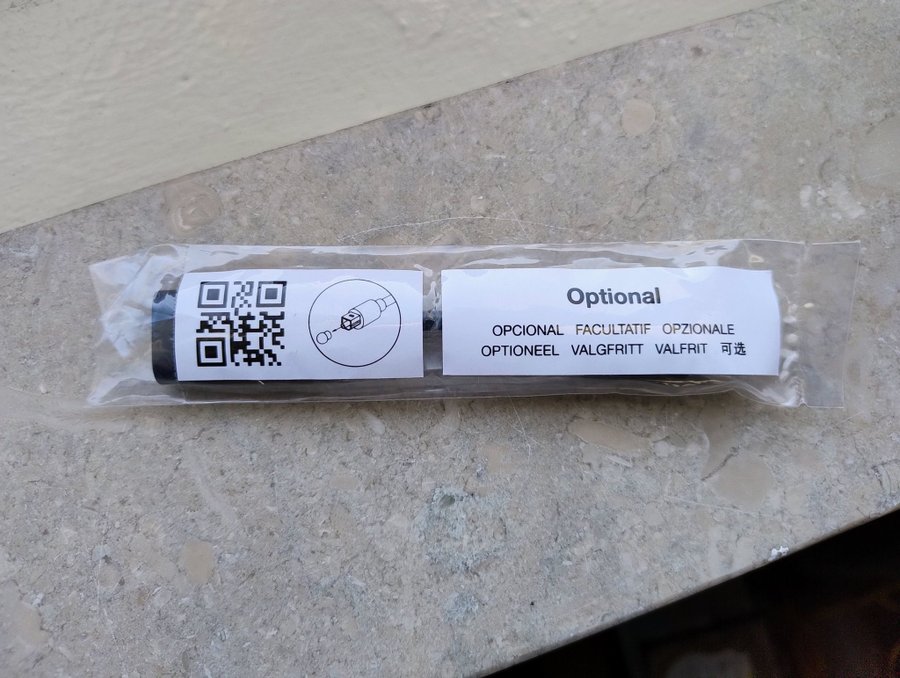 Optional
OPCIONAL FACULTATIF OPZIONALE
OPTIONEEL VALGFRITT VALFRIT 可选